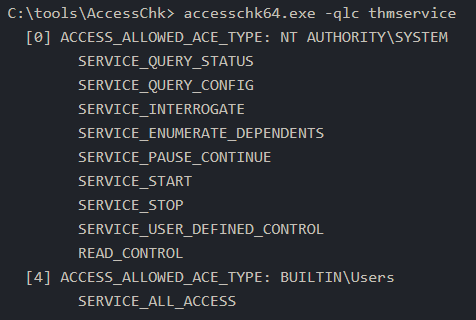 C:\tools\AccessChk> accesschk64.exe -qlc thmservice
[0] ACCESS_ALLOWED_ACE_TYPE: NT AUTHORITY\SYSTEM
SERVICE_QUERY_STATUS
SERVICE_QUERY_CONFIG
SERVICE_INTERROGATE
SERVICE_ENUMERATE_DEPENDENTS
SERVICE_PAUSE_CONTINUE
SERVICE_START
SERVICE_STOP
SERVICE_USER_DEFINED_CONTROL
READ_CONTROL
[4] ACCESS_ALLOWED_ACE_TYPE: BUILTIN\Users
SERVICE_ALL_ACCESS